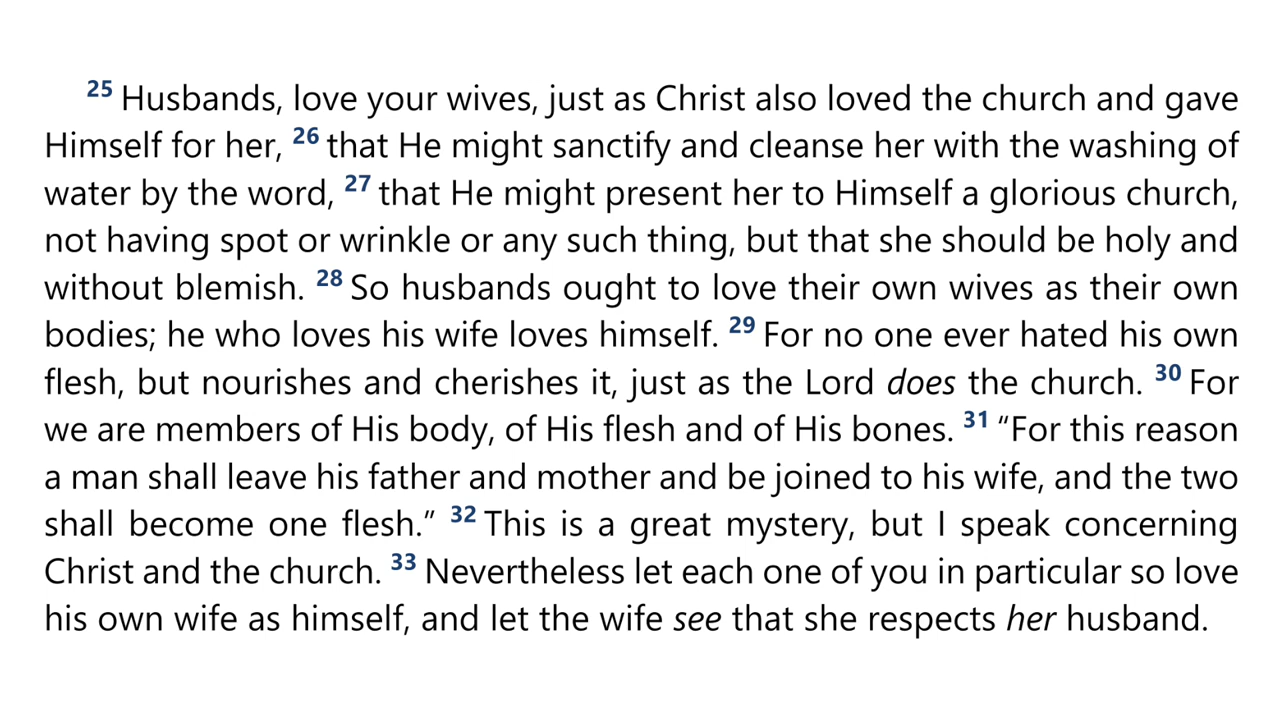 25 Husbands, love your wives, just as Christ also loved the church and gave
Himself for her, 26 that He might sanctify and cleanse her with the washing of
water by the word, 27 that He might present her to Himself a glorious church,
not having spot or wrinkle or any such thing, but that she should be holy and
without blemish. 28 So husbands ought to love their own wives as their own
bodies; he who loves his wife loves himself. 29 For no one ever hated his own
flesh, but nourishes and cherishes it, just as the Lord does the church. 30 For
we are members of His body, of His flesh and of His bones. 31 “For this reason
a man shall leave his father and mother and be joined to his wife, and the two
shall become one flesh.” 32 This is a great mystery, but I speak concerning
Christ and the church. 33 Nevertheless let each one of you in particular so love
his own wife as himself, and let the wife see that she respects her husband.